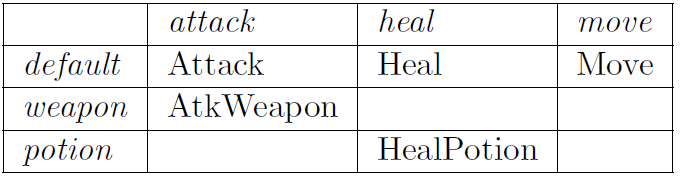 attack heal move
default Attack Heal Move
weapon AtkWeapon
potion HealPotion